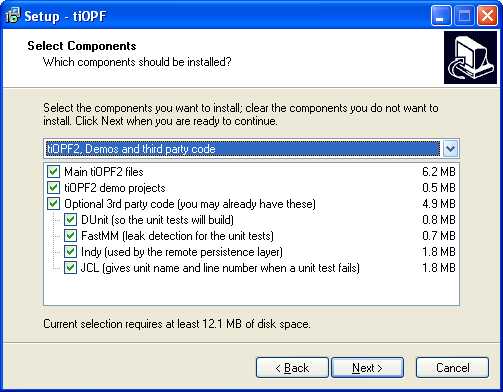 Setup - tiOPF
Select Components
Which components should be installed?
Select the components you want to install; clear the components you do not want to
install. Click Next when you are ready to continue.
tiOPF2, Demos and third party code
Main tiOPF2 files 6.2 MB
tiOPF2 demo projects 0.5 MB
Optional 3rd party code (you may already have these) 4.9 MB
DUnit (so the unit tests will build) 0.8 MB
FastMM (leak detection for the unit tests) 0.7 MB
Indy (used by the remote persistence layer) 1.8 MB
JCL (gives unit name and line number when a unit test fails) 1.8 MB
Current selection requires at least 12.1 MB of disk space.
< Back Next > Cancel